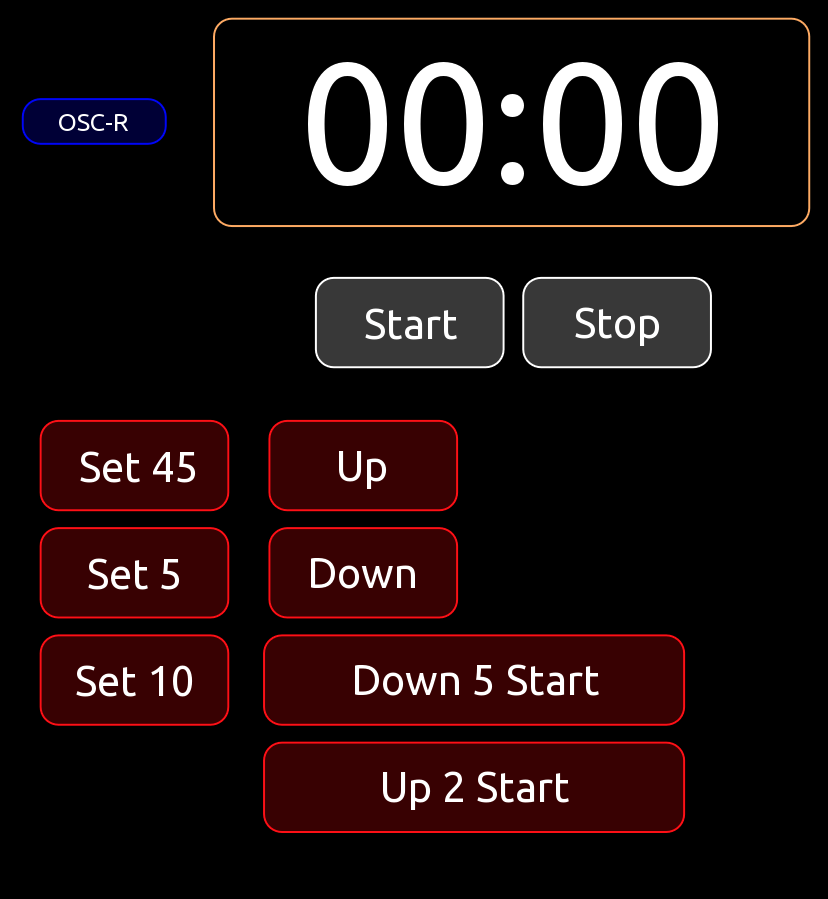 00:00
OSC-R
Start
Stop
Set 45
Up
Set 5
Down
Set 10
Down 5 Start
Up 2 Start